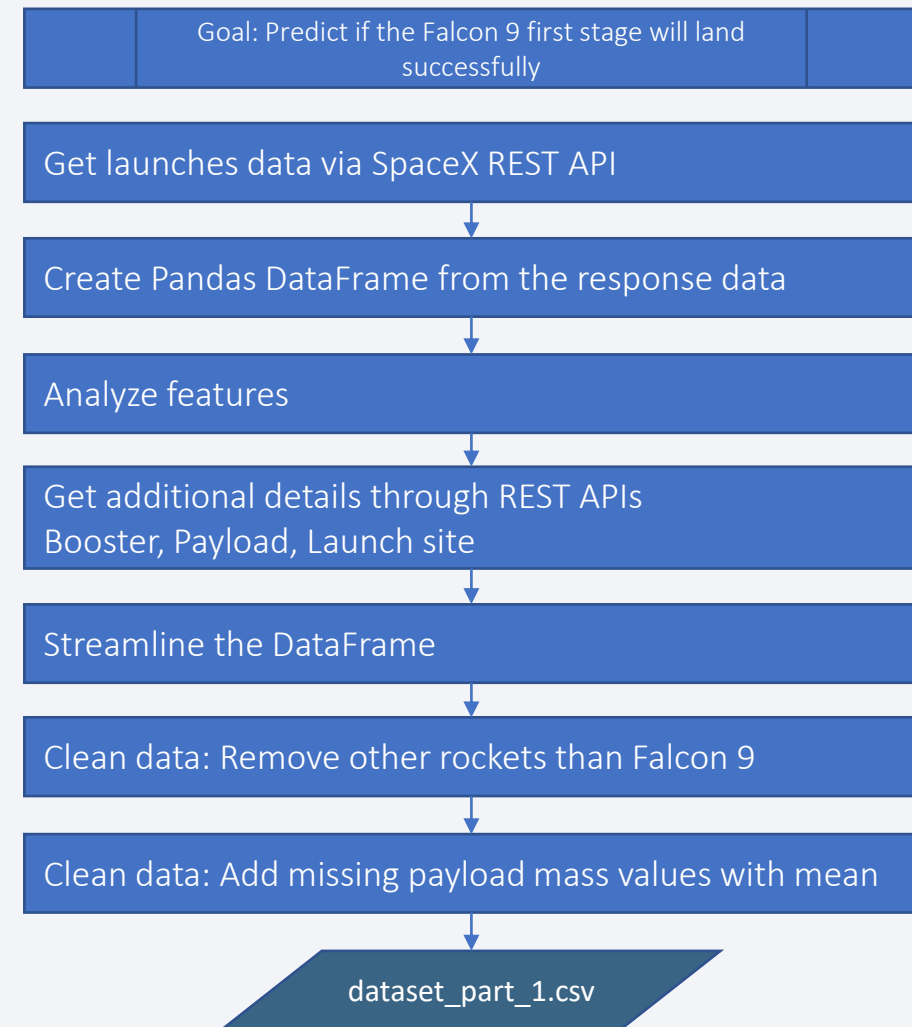 Goal: Predict if the Falcon 9 first stage will land
successfully
Get launches data via SpaceX REST API
Create Pandas DataFrame from the response data
Analyze features
Get additional details through REST APIs
Booster, Payload, Launch site
Streamline the DataFrame
Clean data: Remove other rockets than Falcon 9
Clean data: Add missing payload mass values with mean
dataset_part_1.csv